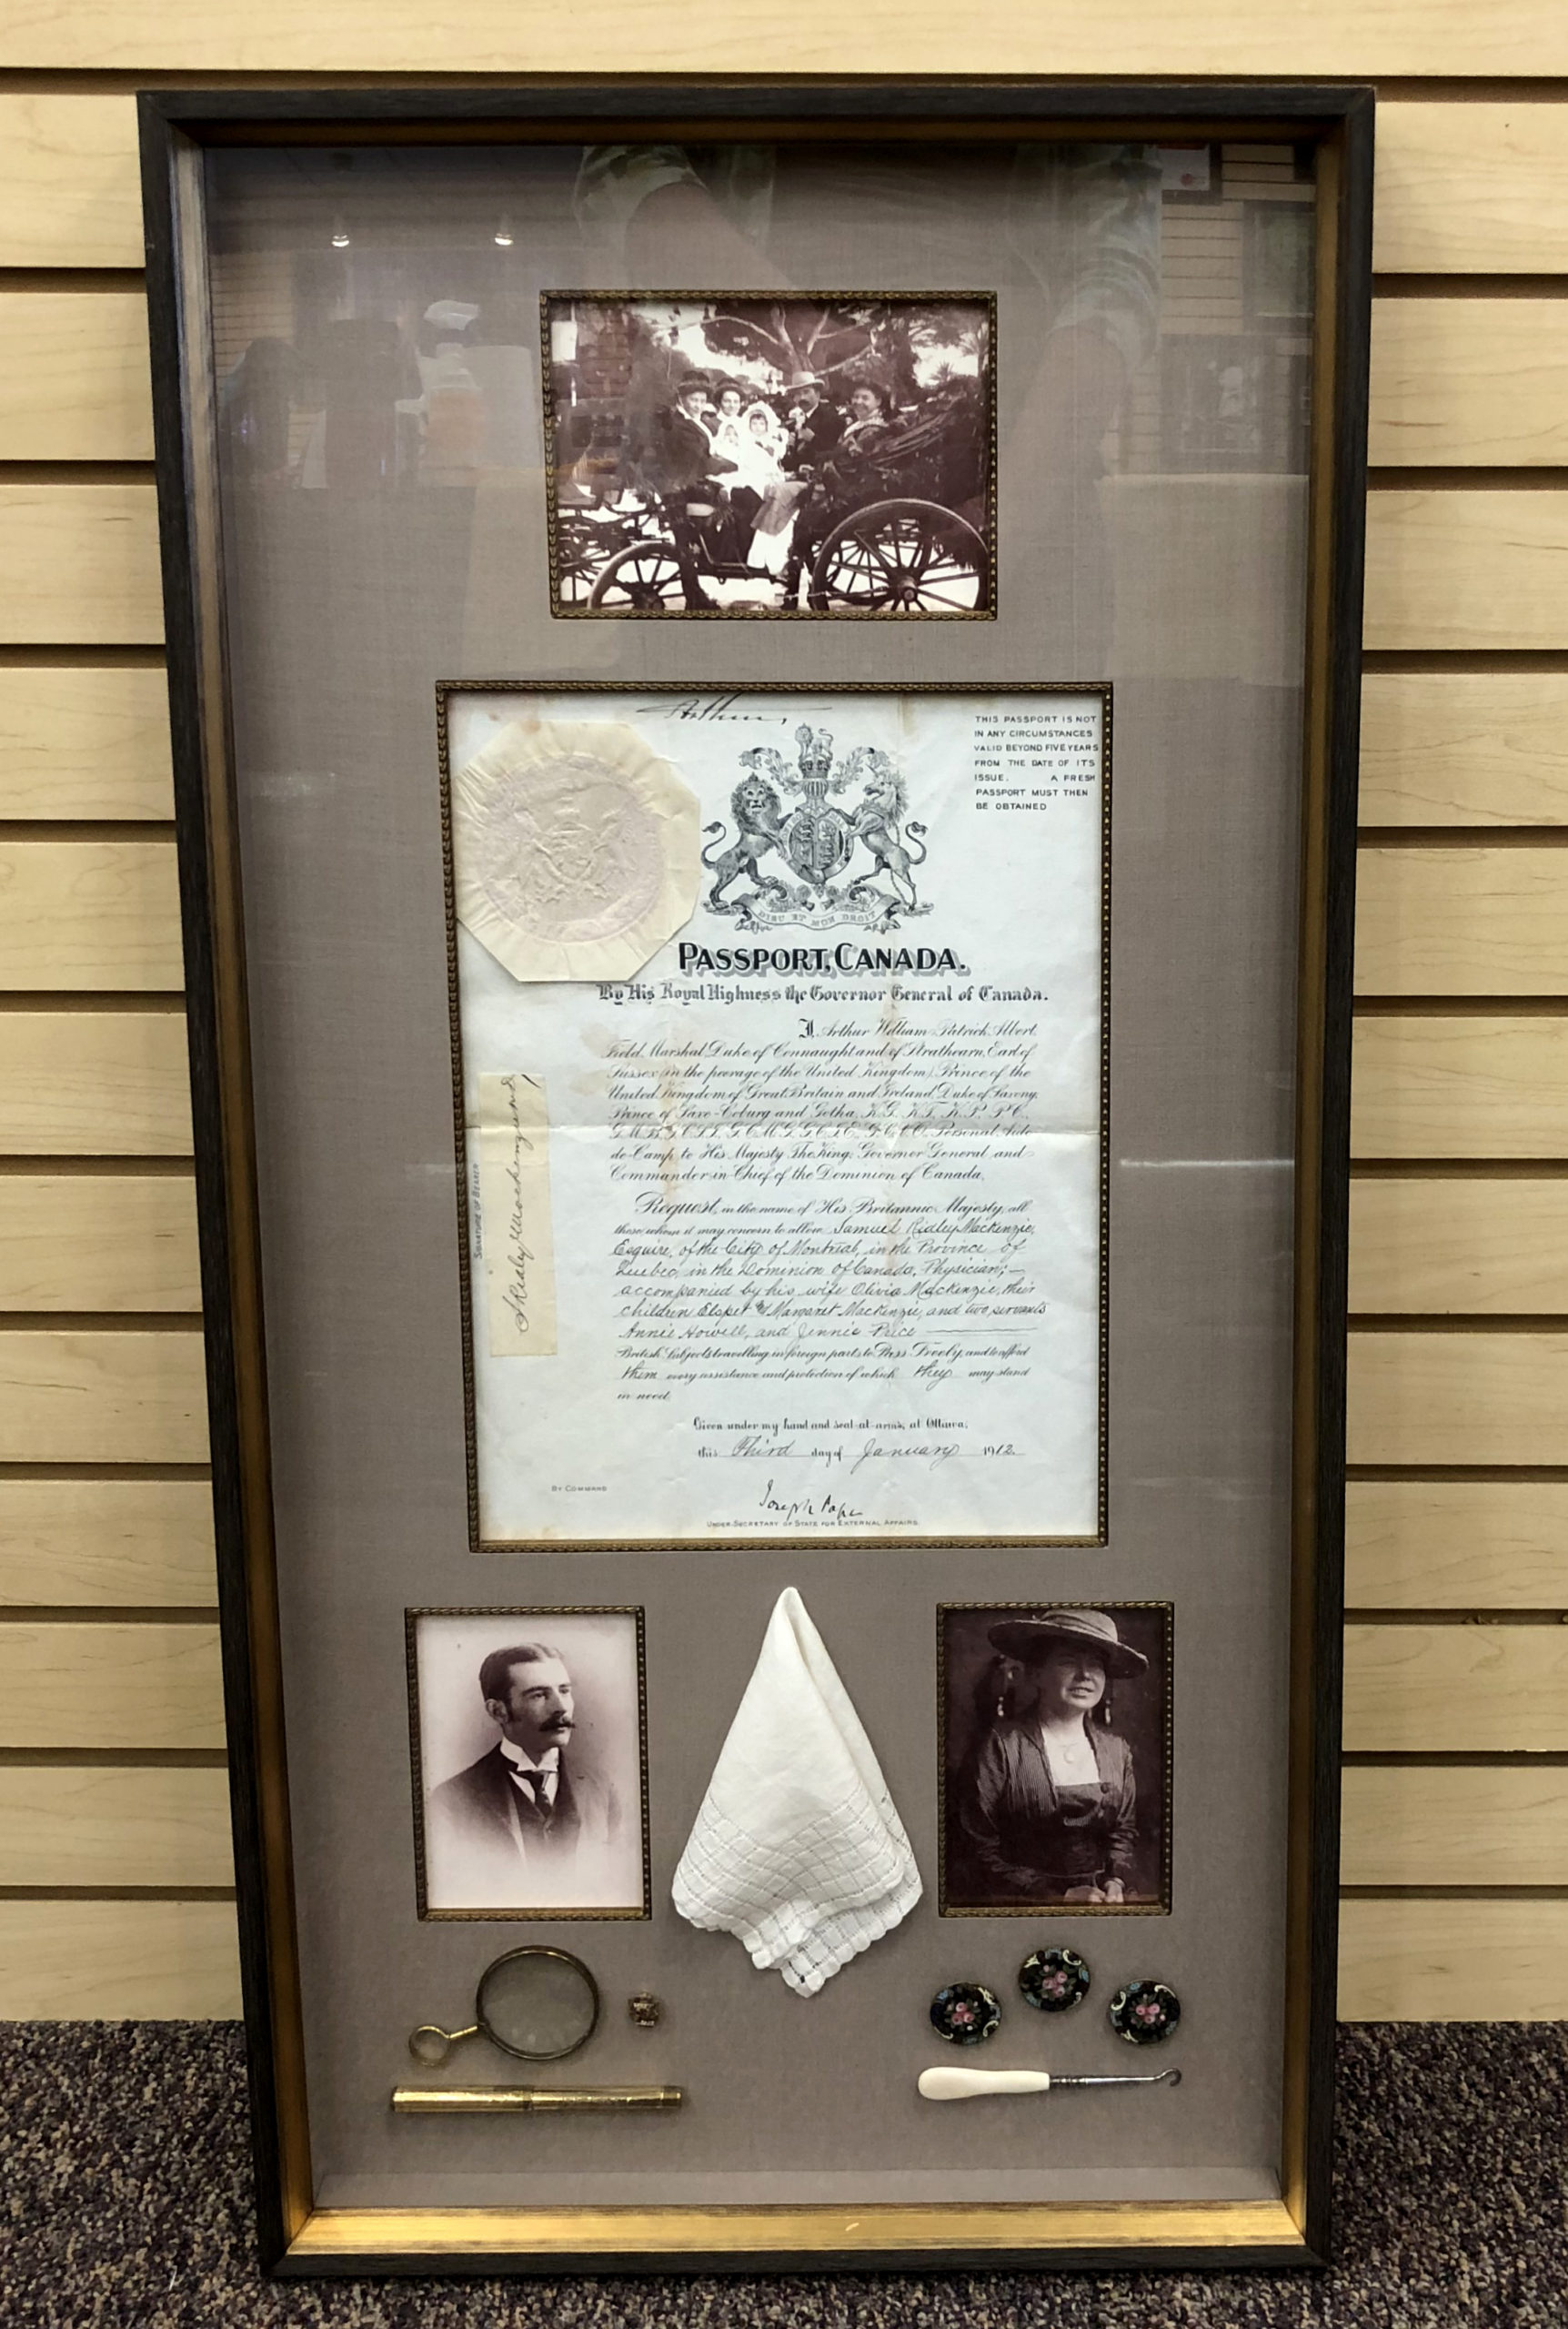 Arthur,
THIS PASSPORT IS NOT
IN ANY CIRCUMSTANCES
VALID BEYOND FIVE YEARS
FROM THE DATE OF ITS
ISSUE. A FRESH
PASSPORT MUST THEN
BE OBTAINED
DIEU ET MON DROIT
PASSPORT, CANADA.
By His Royal Highness the Governor General of Canada.
I, Arthur William Patrick Albert,
Field Marshal Duke of Connaught and of Strathearn, Earl of
Sussex (in the peerage of the United Kingdom) Prince of the
United Kingdom of Great Britain and Ireland, Duke of Saxony,
Prince of Saxe-Coburg and Gotha, K.G. K.T. K.P. P.C.
G.M.B. G.C.S.I. G.C.M.G. G.C.I.E. G.C.V.O. Personal Aide-
de-Camp to His Majesty The King; Governor General and
Commander-in-Chief of the Dominion of Canada,
Request, in the name of His Britannic Majesty, all
those whom it may concern to allow Samuel Ridley Mackenzie,
Esquire, of the City of Montreal, in the Province of
Quebec, in the Dominion of Canada, Physician; —
accompanied by his wife Olivia Mackenzie, their
children Elspet & Margaret Mackenzie, and two servants
Annie Howell, and Jennie Price
British Subjects travelling in foreign parts to Pass Freely, and to afford
them every assistance and protection of which they may stand
in need.
Given under my hand and seal-at-arms, at Ottawa,
this Third day of January 1912.
BY COMMAND
Joseph Pope
UNDER-SECRETARY OF STATE FOR EXTERNAL AFFAIRS.
SIGNATURE OF BEARER
S Ridley Mackenzie md,